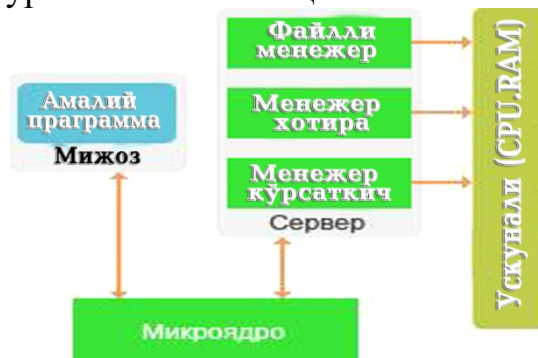 Файлли
менежер
Амалий
праграмма
Мижоз
Менежер
хотира
Менежер
кўрсаткич
Сервер
Микроядро
Ускунали (CPU,RAM)